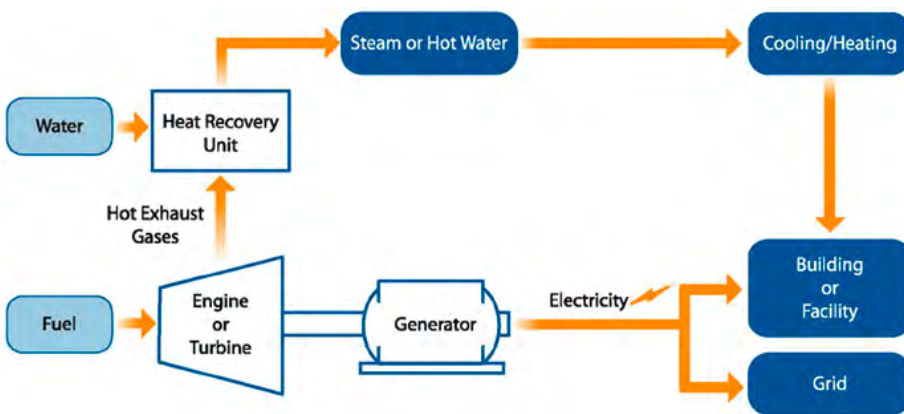 Steam or Hot Water
Cooling/Heating
Water
Heat Recovery
Unit
Hot Exhaust
Gases
Fuel
Engine
or
Turbine
Generator
Electricity
Building
or
Facility
Grid